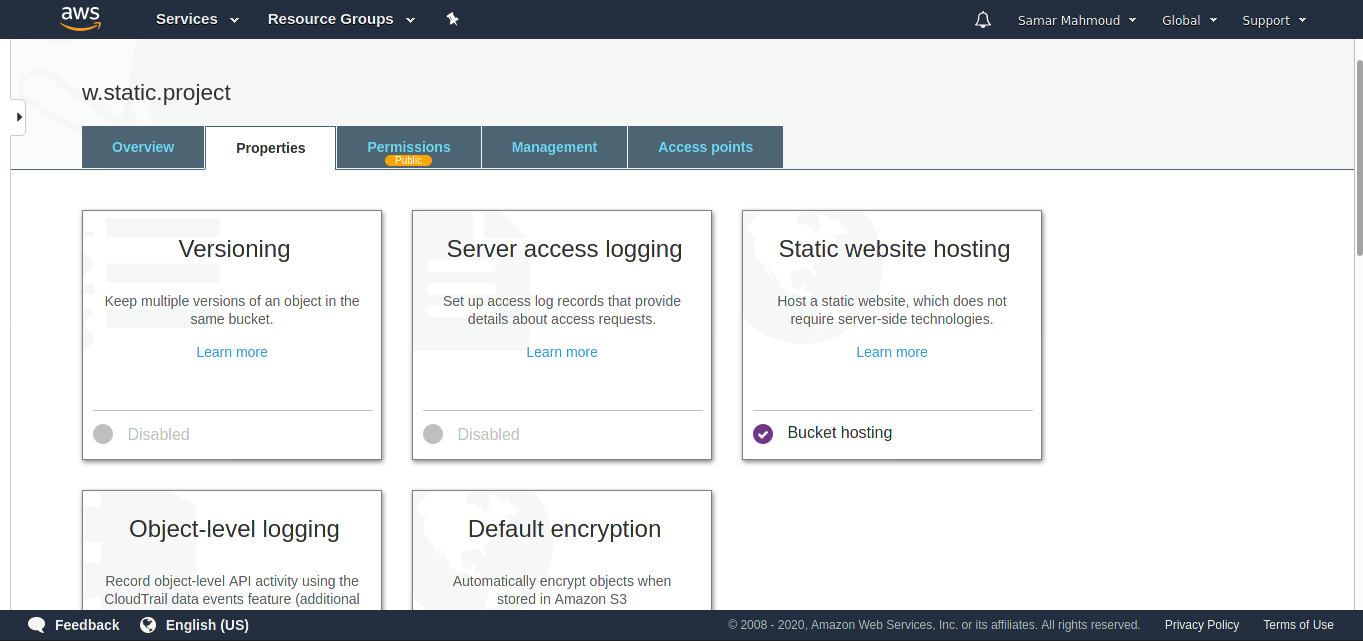 aws Services Resource Groups Samar Mahmoud Global Support
w.static.project
Overview Properties Permissions Management Access points
Public
Versioning
Keep multiple versions of an object in the
same bucket.
Learn more
Disabled
Server access logging
Set up access log records that provide
details about access requests.
Learn more
Disabled
Static website hosting
Host a static website, which does not
require server-side technologies.
Learn more
Bucket hosting
Object-level logging
Record object-level API activity using the
CloudTrail data events feature (additional
Default encryption
Automatically encrypt objects when
stored in Amazon S3
Feedback English (US) © 2008 - 2020, Amazon Web Services, Inc. or its affiliates. All rights reserved. Privacy Policy Terms of Use